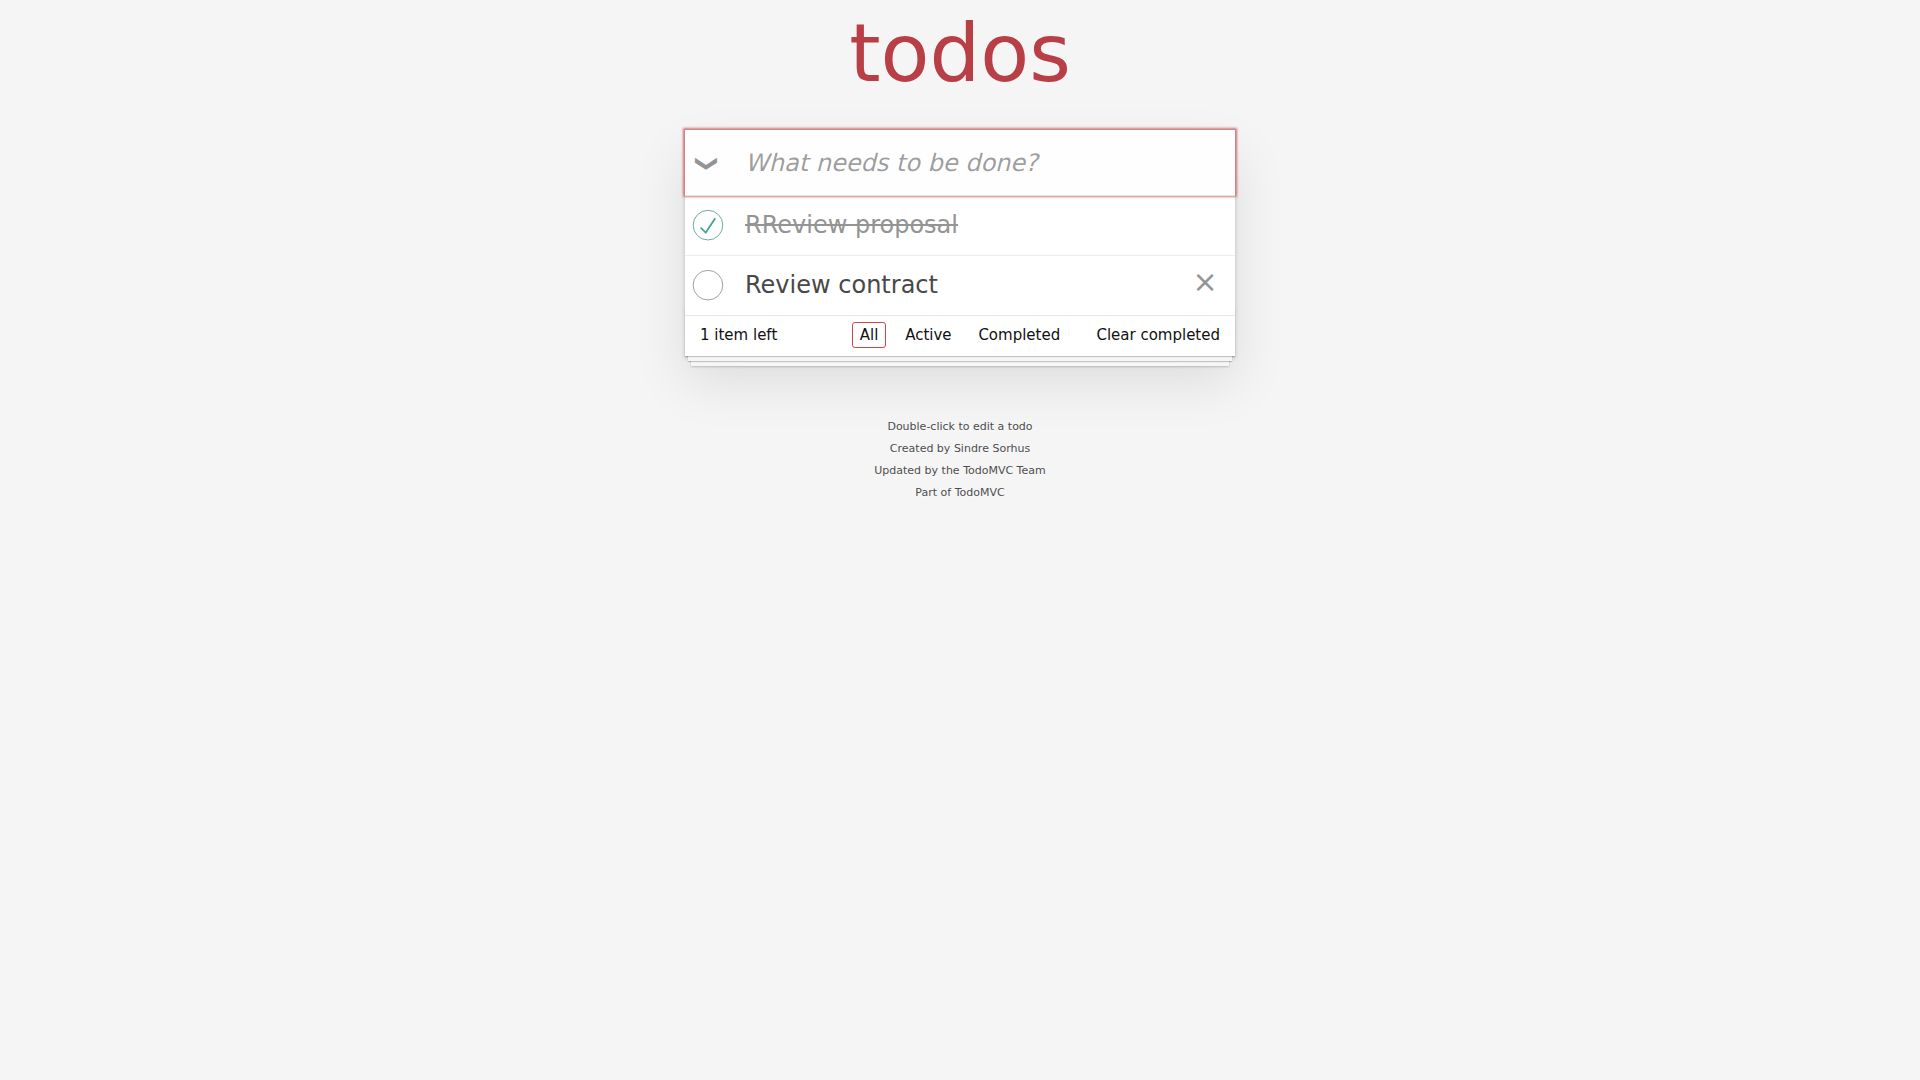 todos
What needs to be done?
RReview proposal
Review contract
1 item left All Active Completed Clear completed
Double-click to edit a todo
Created by Sindre Sorhus
Updated by the TodoMVC Team
Part of TodoMVC